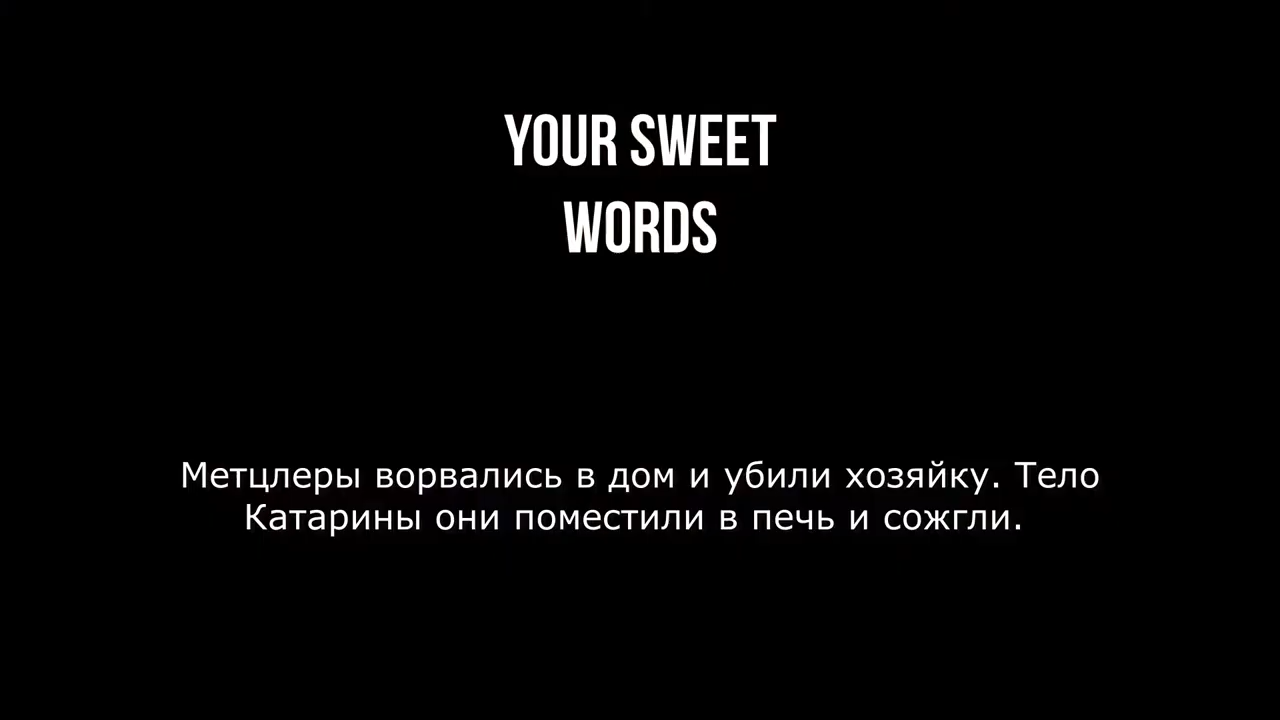 YOUR SWEET
WORDS
Метцлеры ворвались в дом и убили хозяйку. Тело
Катарины они поместили в печь и сожгли.